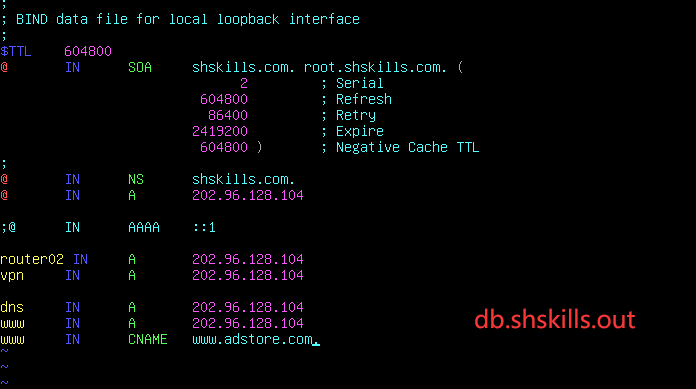 ;
; BIND data file for local loopback interface
;
$TTL    604800
@       IN      SOA     shskills.com. root.shskills.com. (
                              2         ; Serial
                         604800         ; Refresh
                          86400         ; Retry
                        2419200         ; Expire
                         604800 )       ; Negative Cache TTL
;
@       IN      NS      shskills.com.
@       IN      A       202.96.128.104
;@      IN      AAAA    ::1
router02 IN     A       202.96.128.104
vpn     IN      A       202.96.128.104
dns     IN      A       202.96.128.104
www     IN      A       202.96.128.104
www     IN      CNAME   www.adstore.com.
db.shskills.out
~
~
~